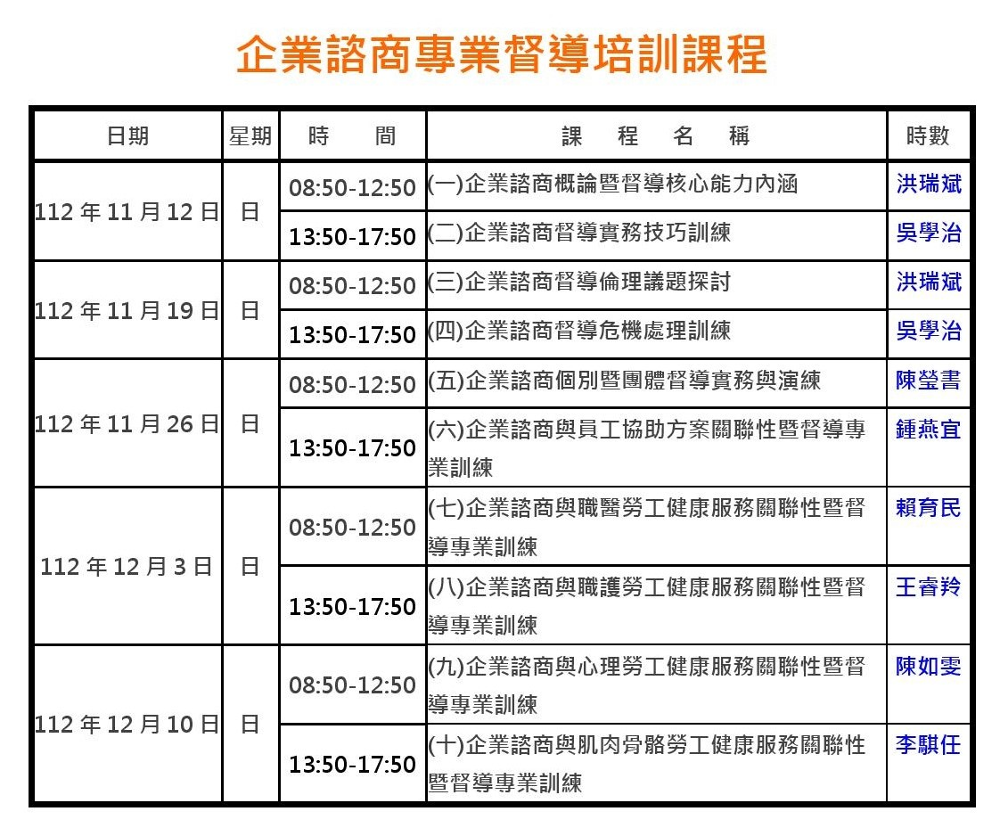 企業諮商專業督導培訓課程
日期 星期 時 間 課 程 名 稱 時數
112 年 11 月 12 日 日 08:50-12:50 (一)企業諮商概論暨督導核心能力內涵 洪瑞斌
13:50-17:50 (二)企業諮商督導實務技巧訓練 吳學治
112 年 11 月 19 日 日 08:50-12:50 (三)企業諮商督導倫理議題探討 洪瑞斌
13:50-17:50 (四)企業諮商督導危機處理訓練 吳學治
112 年 11 月 26 日 日 08:50-12:50 (五)企業諮商個別暨團體督導實務與演練 陳瑩書
13:50-17:50 (六)企業諮商與員工協助方案關聯性暨督導專 鍾燕宜
業訓練
112 年 12 月 3 日 日 08:50-12:50 (七)企業諮商與職醫勞工健康服務關聯性暨督 賴育民
導專業訓練
13:50-17:50 (八)企業諮商與職護勞工健康服務關聯性暨督 王睿羚
導專業訓練
112 年 12 月 10 日 日 08:50-12:50 (九)企業諮商與心理勞工健康服務關聯性暨督 陳如雯
導專業訓練
13:50-17:50 (十)企業諮商與肌肉骨骼勞工健康服務關聯性 李騏任
暨督導專業訓練